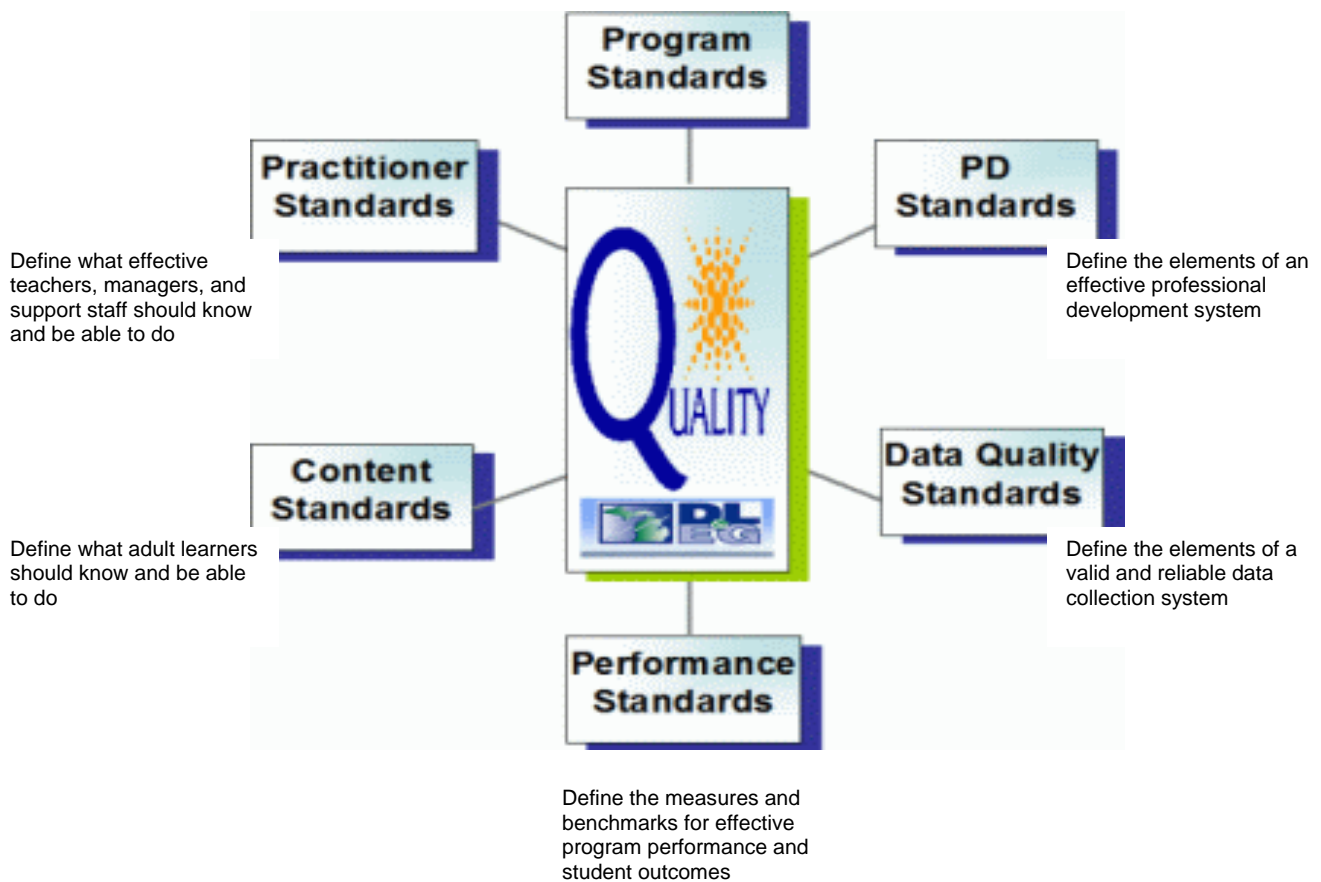 Program
Standards
Practitioner
Standards
PD
Standards
Define what effective
teachers, managers, and
support staff should know
and be able to do
Define the elements of an
effective professional
development system
QUALITY
DL
&
EG
Content
Standards
Data Quality
Standards
Define what adult learners
should know and be able
to do
Define the elements of a
valid and reliable data
collection system
Performance
Standards
Define the measures and
benchmarks for effective
program performance and
student outcomes